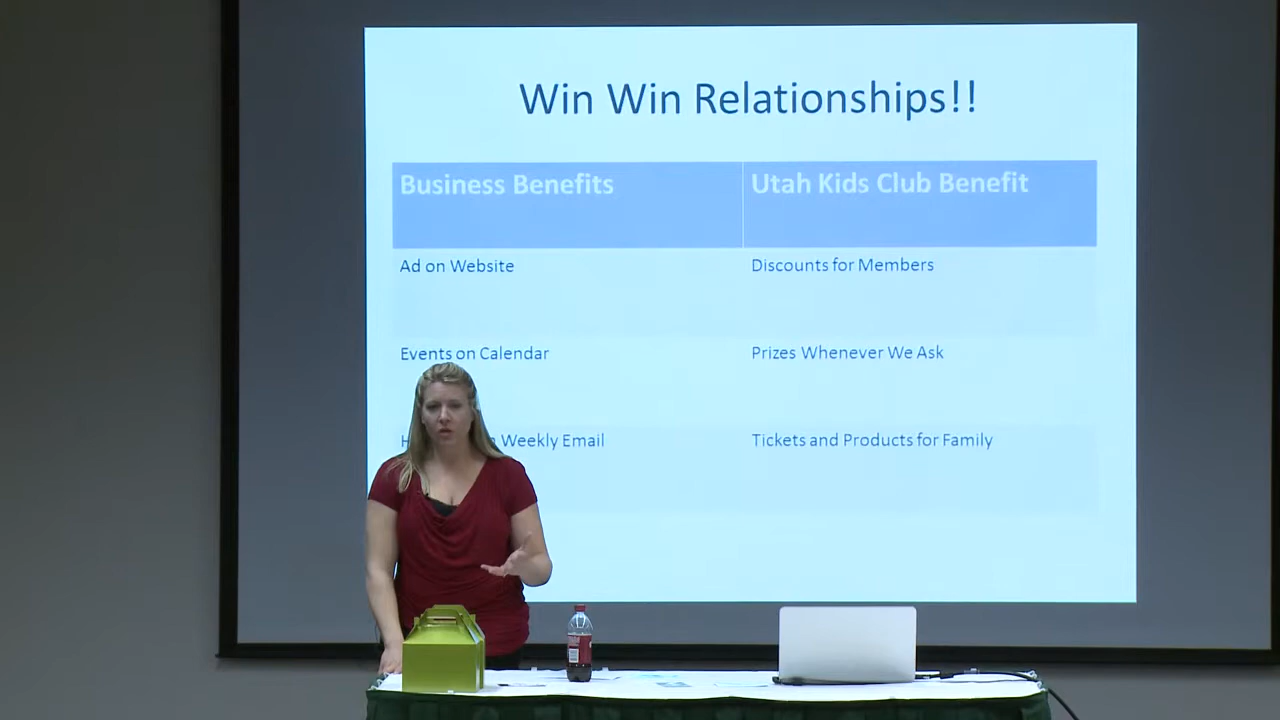 Win Win Relationships!!
Business Benefits
Utah Kids Club Benefit
Ad on Website
Discounts for Members
Events on Calendar
Prizes Whenever We Ask
Weekly Email
Tickets and Products for Family